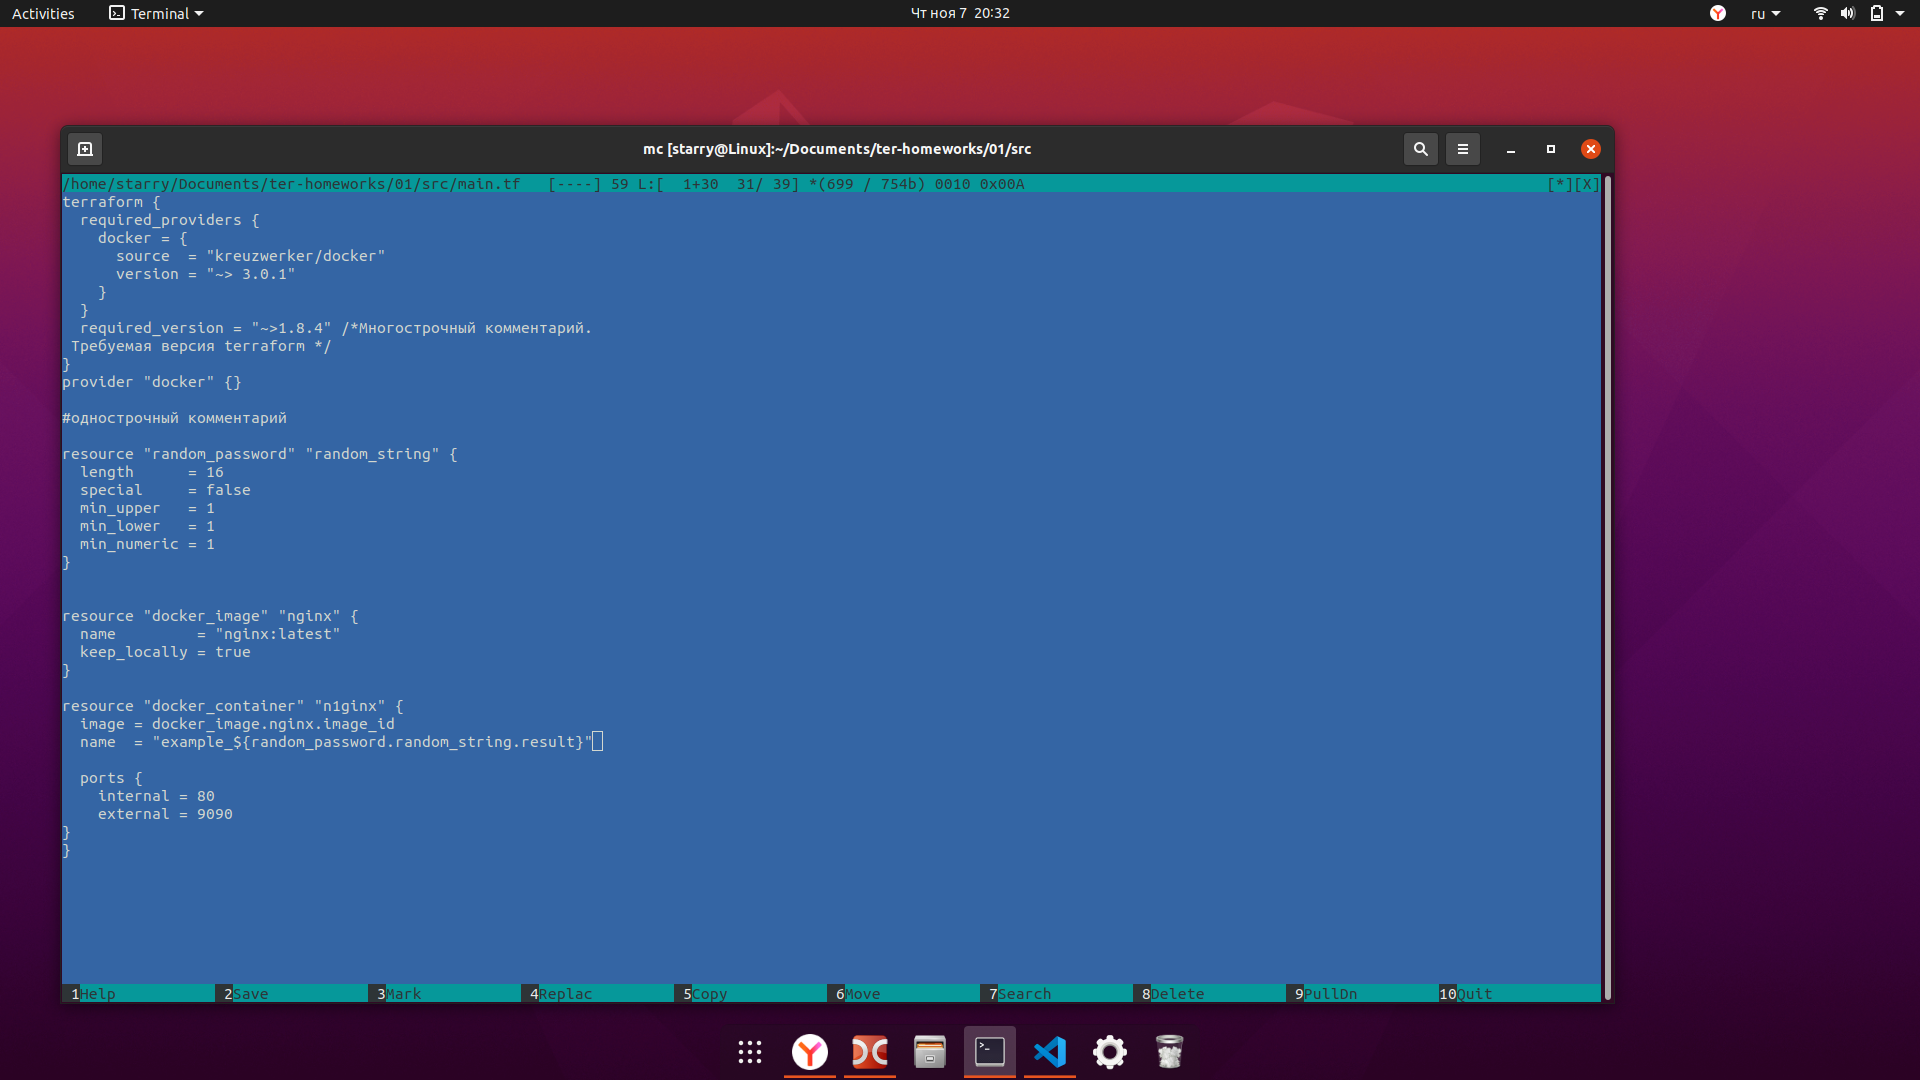 Activities Terminal Чт ноя 7 20:32 ru
mc [starry@Linux]:~/Documents/ter-homeworks/01/src
/home/starry/Documents/ter-homeworks/01/src/main.tf   [----] 59 L:[  1+30  31/ 39] *(699 / 754b) 0010 0x00A [*][X]
terraform {
  required_providers {
    docker = {
      source  = "kreuzwerker/docker"
      version = "~> 3.0.1"
    }
  }
  required_version = "~>1.8.4" /*Многострочный комментарий.
 Требуемая версия terraform */
}
provider "docker" {}

#однострочный комментарий

resource "random_password" "random_string" {
  length      = 16
  special     = false
  min_upper   = 1
  min_lower   = 1
  min_numeric = 1
}


resource "docker_image" "nginx" {
  name         = "nginx:latest"
  keep_locally = true
}

resource "docker_container" "n1ginx" {
  image = docker_image.nginx.image_id
  name  = "example_${random_password.random_string.result}"

  ports {
    internal = 80
    external = 9090
}
}
1Help 2Save 3Mark 4Replac 5Copy 6Move 7Search 8Delete 9PullDn 10Quit